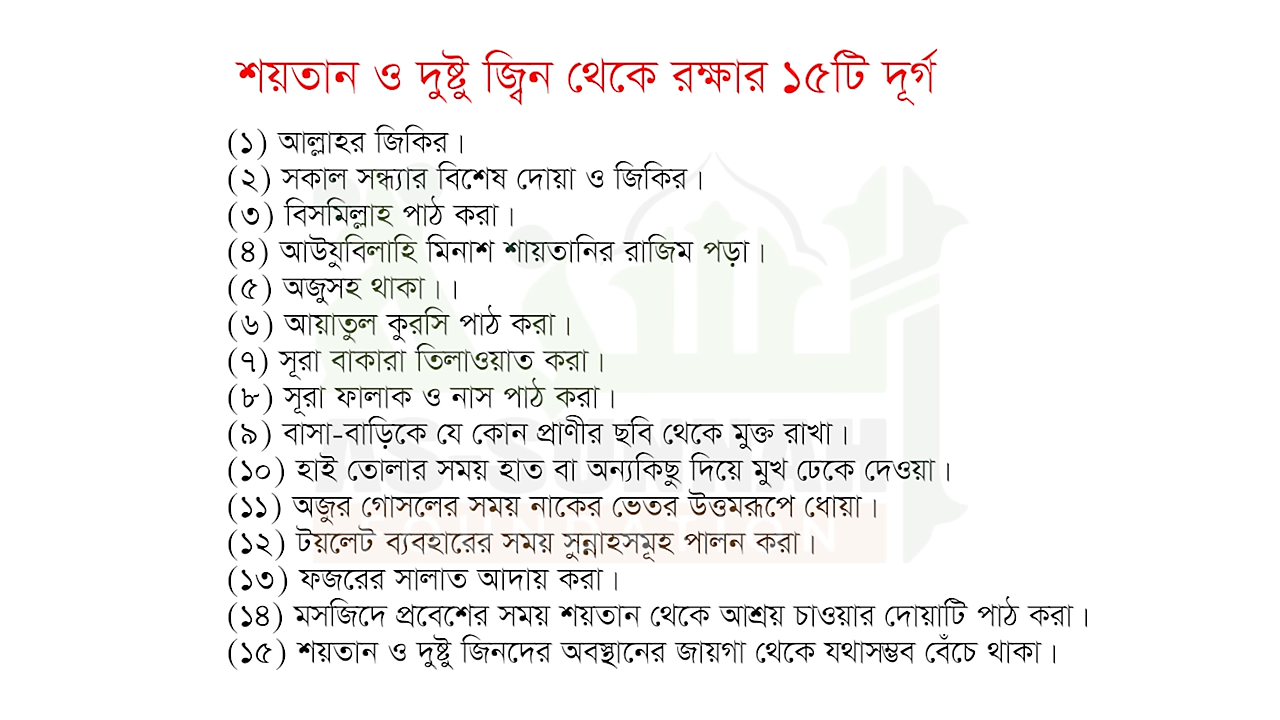 শয়তান ও দুষ্টু জ্বিন থেকে রক্ষার ১৫টি দূর্গ
(১) আল্লাহর জিকির।
(২) সকাল সন্ধ্যার বিশেষ দোয়া ও জিকির।
(৩) বিসমিল্লাহ পাঠ করা।
(৪) আউযুবিলাহি মিনাশ শায়তানির রাজিম পড়া।
(৫) অজুসহ থাকা।।
(৬) আয়াতুল কুরসি পাঠ করা।
(৭) সূরা বাকারা তিলাওয়াত করা।
(৮) সূরা ফালাক ও নাস পাঠ করা।
(৯) বাসা-বাড়িকে যে কোন প্রাণীর ছবি থেকে মুক্ত রাখা।
(১০) হাই তোলার সময় হাত বা অন্যকিছু দিয়ে মুখ ঢেকে দেওয়া।
(১১) অজুর গোসলের সময় নাকের ভেতর উত্তমরূপে ধোয়া।
(১২) টয়লেট ব্যবহারের সময় সুন্নাহসমূহ পালন করা।
(১৩) ফজরের সালাত আদায় করা।
(১৪) মসজিদে প্রবেশের সময় শয়তান থেকে আশ্রয় চাওয়ার দোয়াটি পাঠ করা।
(১৫) শয়তান ও দুষ্টু জিনদের অবস্থানের জায়গা থেকে যথাসম্ভব বেঁচে থাকা।
AS-SUNNAH
FOUNDATION